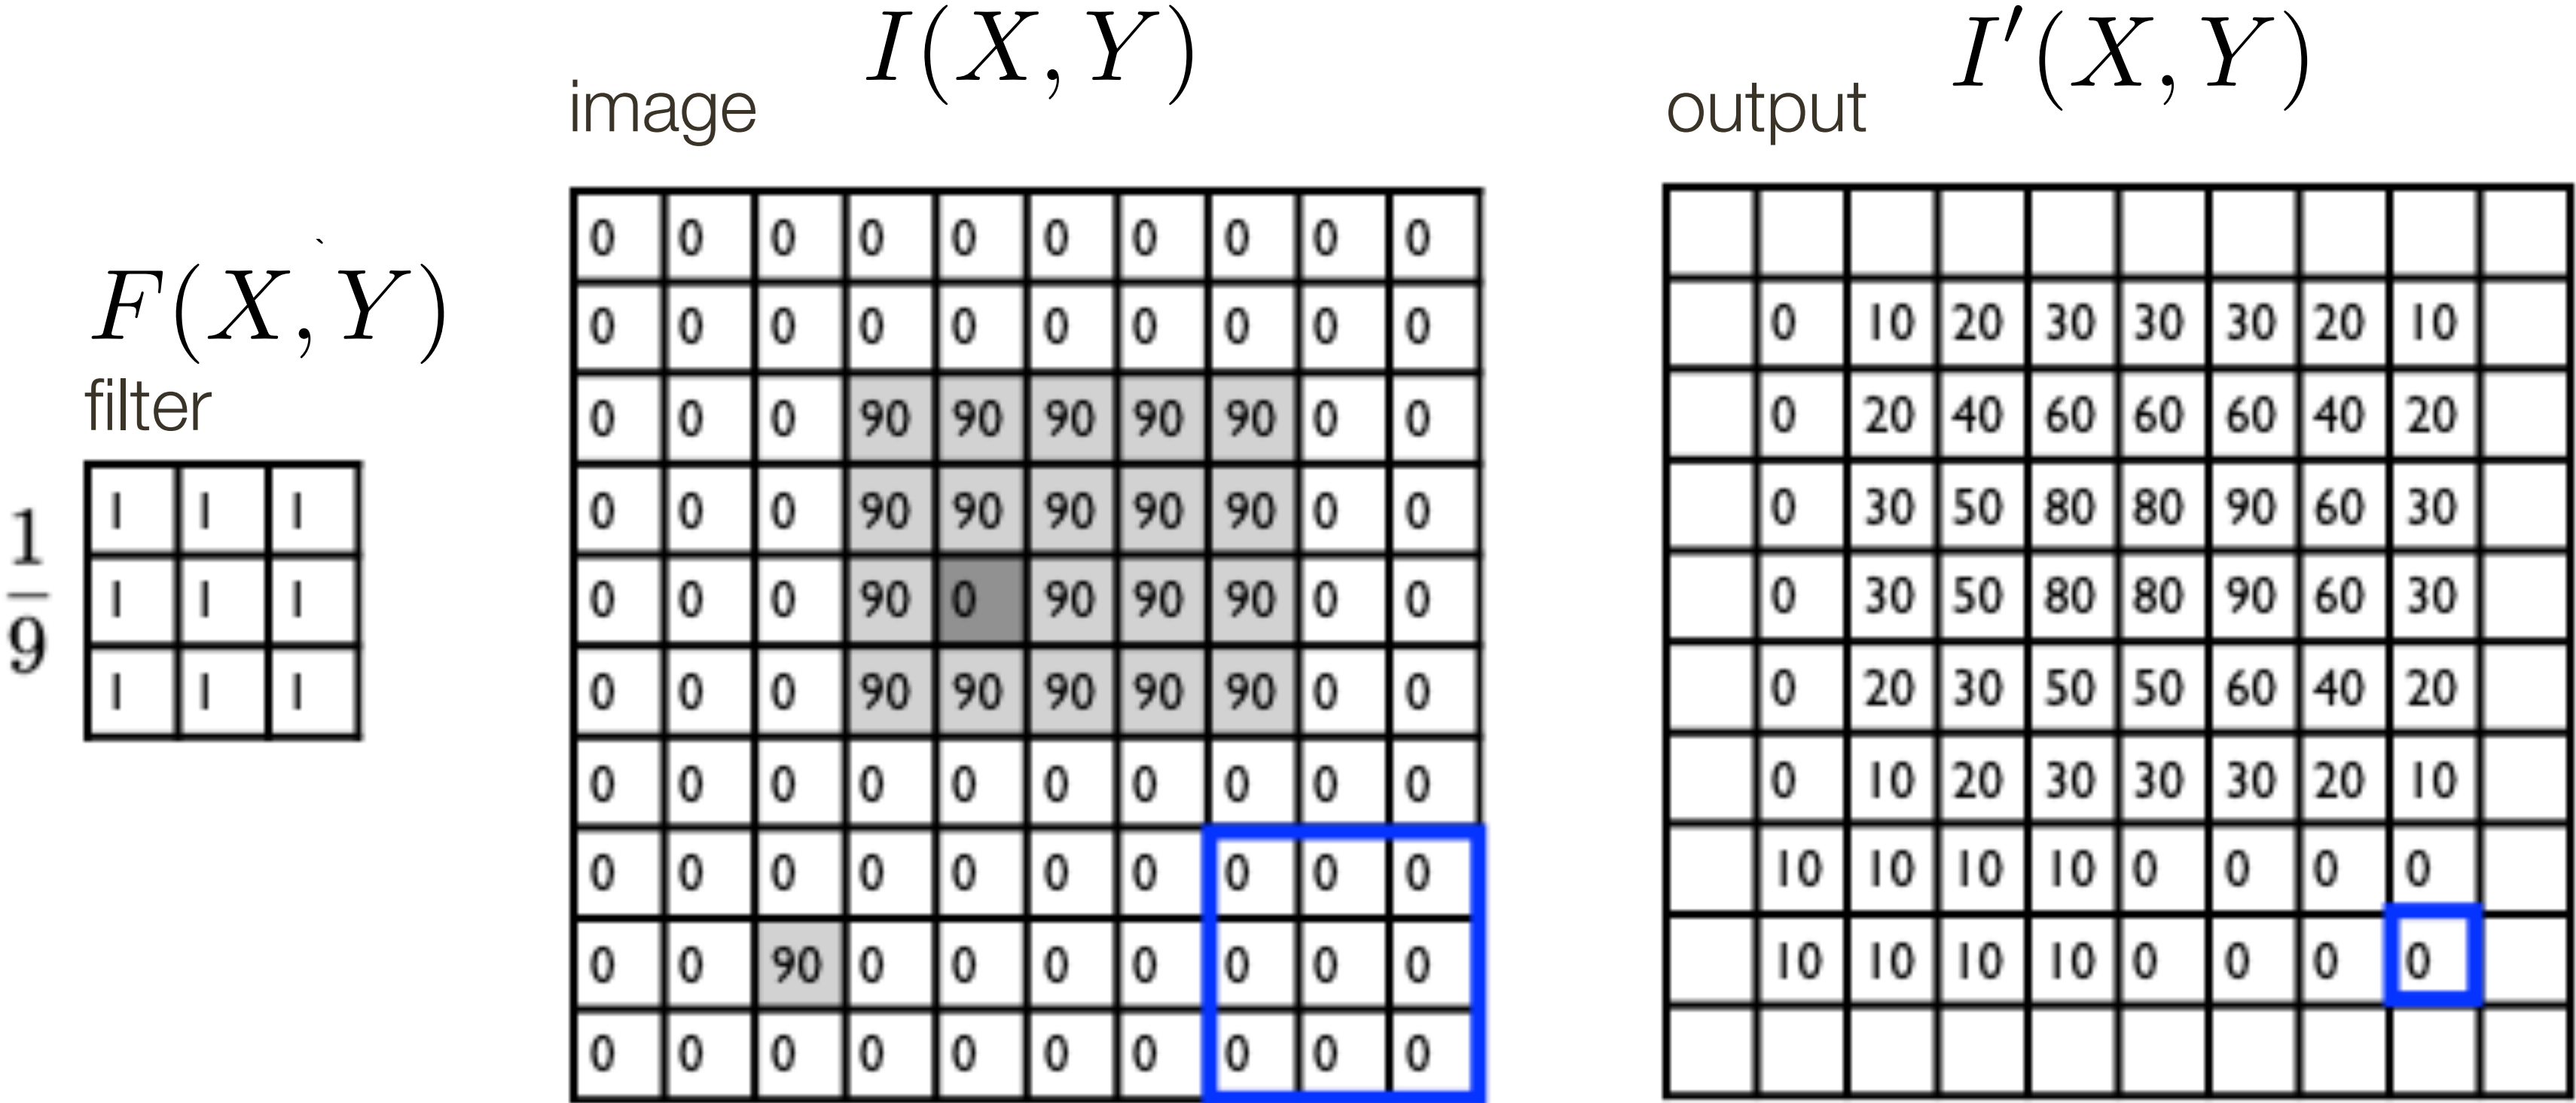 I(X, Y)
image
I′(X, Y)
output
F(X, Y)
filter
1/9
1 1 1
1 1 1
1 1 1
0 0 0 0 0 0 0 0 0 0
0 0 0 0 0 0 0 0 0 0
0 0 0 90 90 90 90 90 0 0
0 0 0 90 90 90 90 90 0 0
0 0 0 90 0 90 90 90 0 0
0 0 0 90 90 90 90 90 0 0
0 0 0 0 0 0 0 0 0 0
0 0 0 0 0 0 0 0 0 0
0 0 90 0 0 0 0 0 0 0
0 0 0 0 0 0 0 0 0 0
0 10 20 30 30 30 20 10
0 20 40 60 60 60 40 20
0 30 50 80 80 90 60 30
0 30 50 80 80 90 60 30
0 20 30 50 50 60 40 20
0 10 20 30 30 30 20 10
10 10 10 10 0 0 0 0
10 10 10 10 0 0 0 0